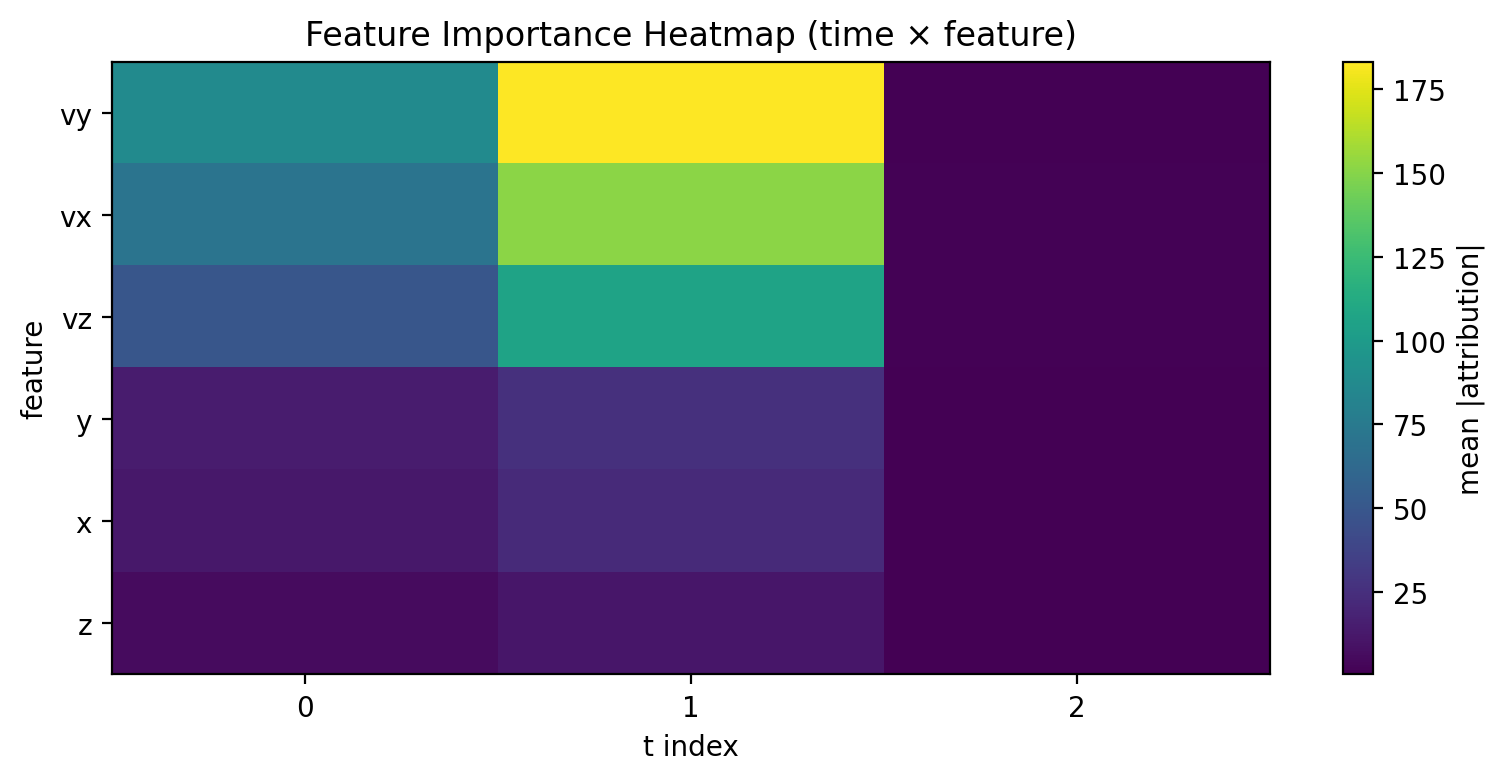 Feature Importance Heatmap (time × feature)
feature
vy
vx
vz
y
x
z
0
1
2
t index
175
150
125
100
75
50
25
mean |attribution|